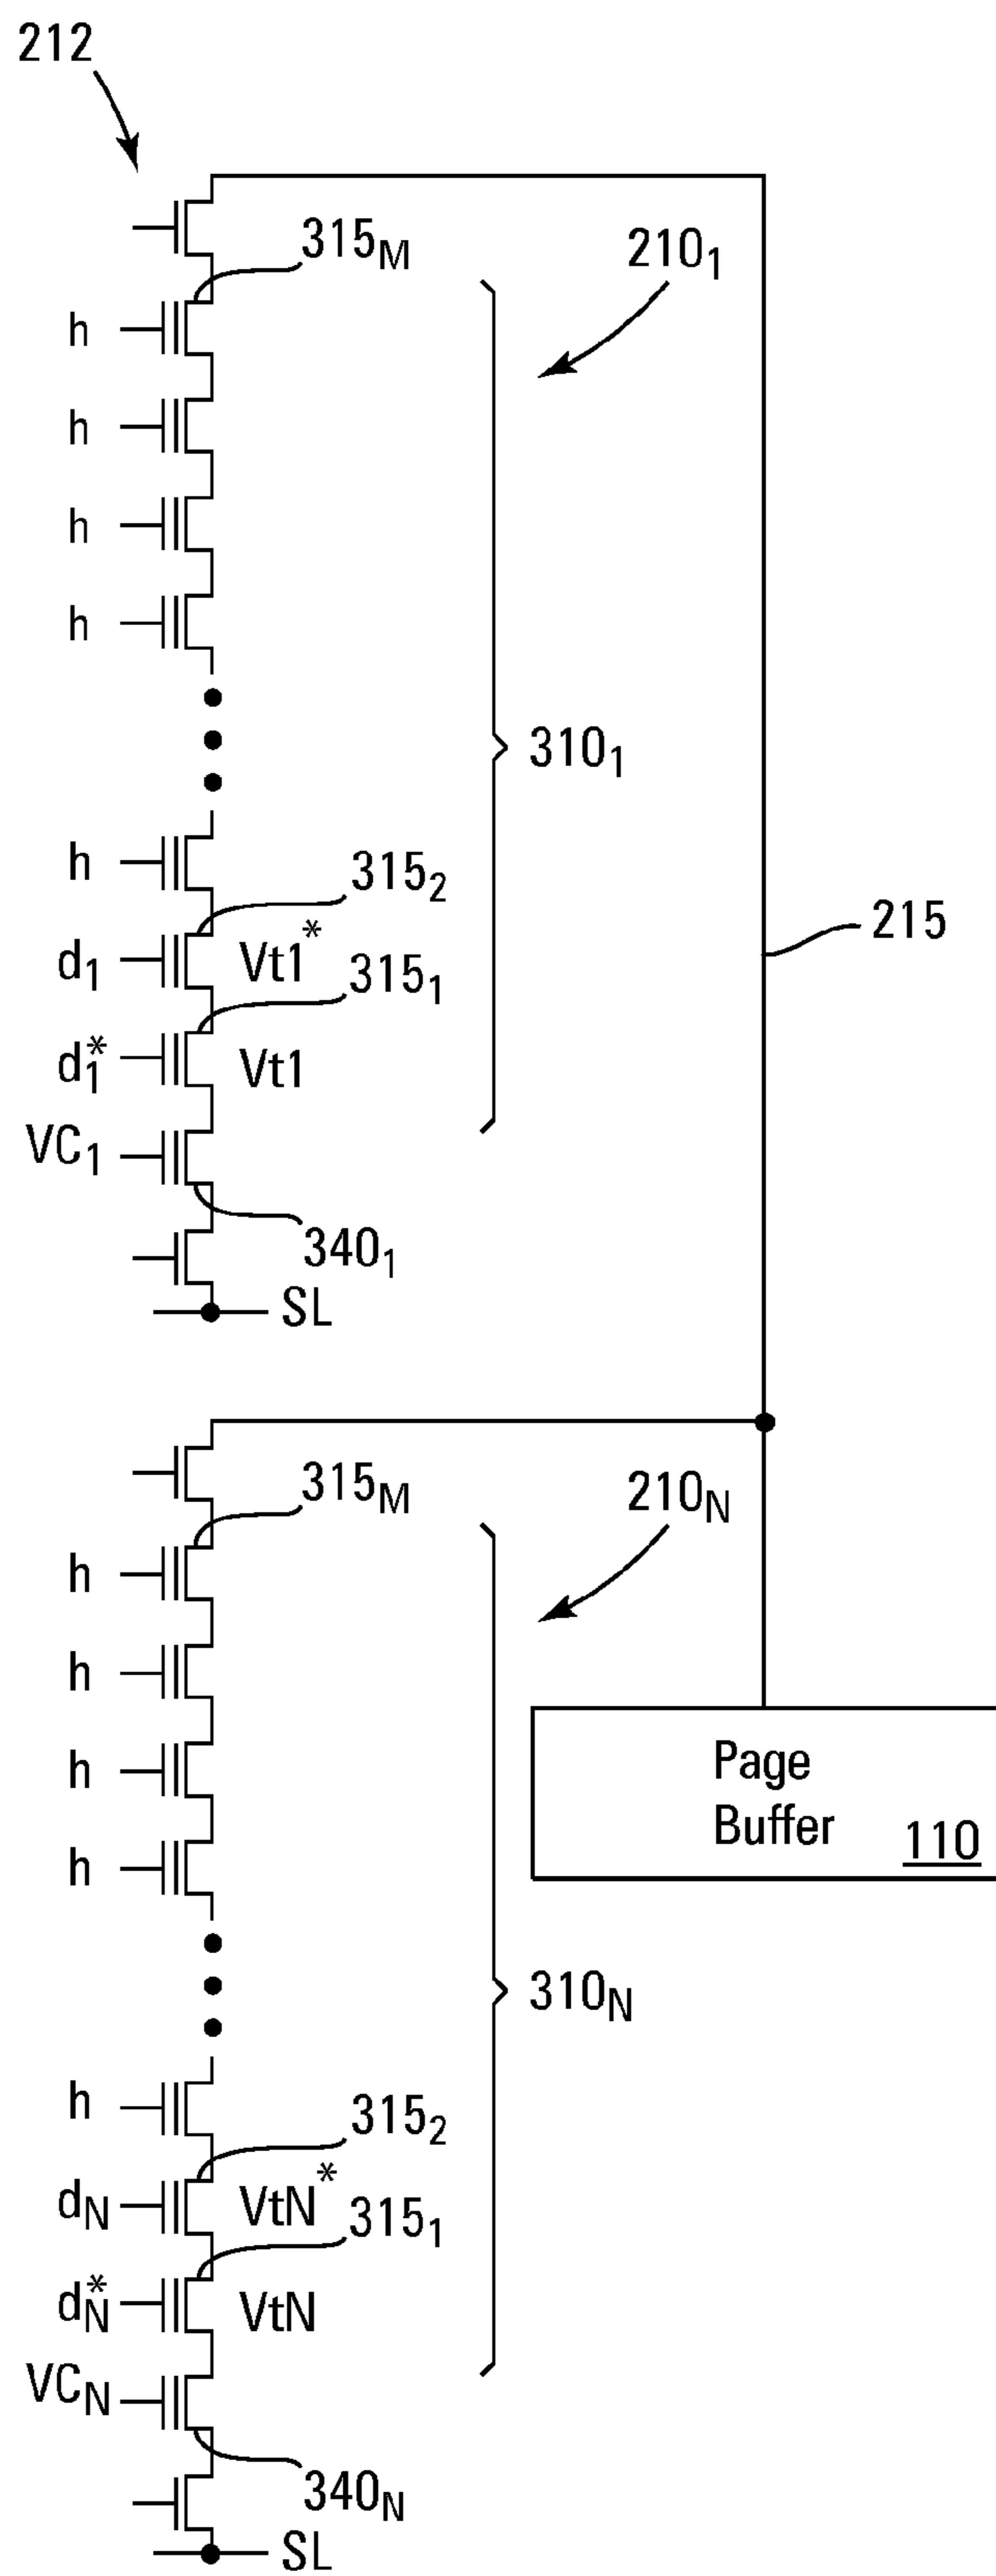 212
315M
210₁
h
h
h
h
310₁
h
315₂
215
d₁
Vt1*
315₁
d₁*
Vt1
VC₁
340₁
SL
315M
210N
h
h
h
Page
Buffer
110
h
310N
h
315₂
dN
VtN*
315₁
dN*
VtN
VCN
340N
SL